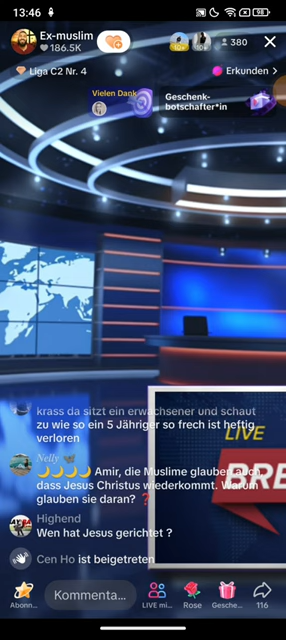 13:46
98
Ex-muslim
186.5K
10+
380
Liga C2 Nr. 4
Erkunden >
Vielen Dank
Geschenk-
botschafter*in
krass da sitzt ein erwachsener und schaut
zu wie so ein 5 Jähriger so frech ist heftig
verloren
Nelly
🌙🌙🌙🌙 Amir, die Muslime glauben auch,
dass Jesus Christus wiederkommt. Warum
glauben sie daran? ❓
Highend
Wen hat Jesus gerichtet ?
Cen Ho ist beigetreten
LIVE
BRE
Abonn...
Kommenta...
LIVE mi...
Rose
Gesche...
116